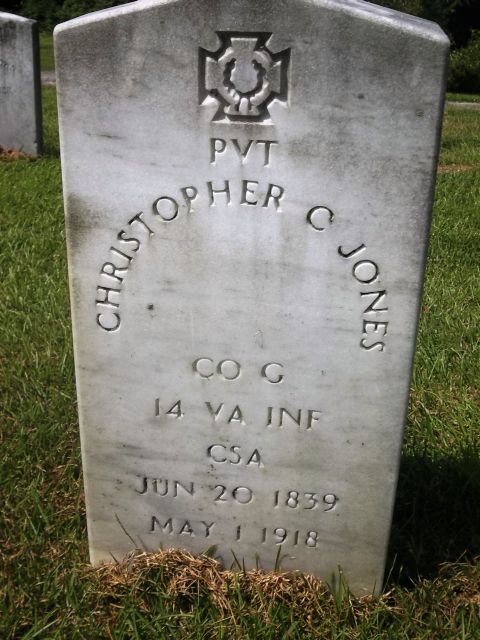 PVT
CHRISTOPHER C JONES
CO G
14 VA INF
CSA
JUN 20 1839
MAY 1 1918